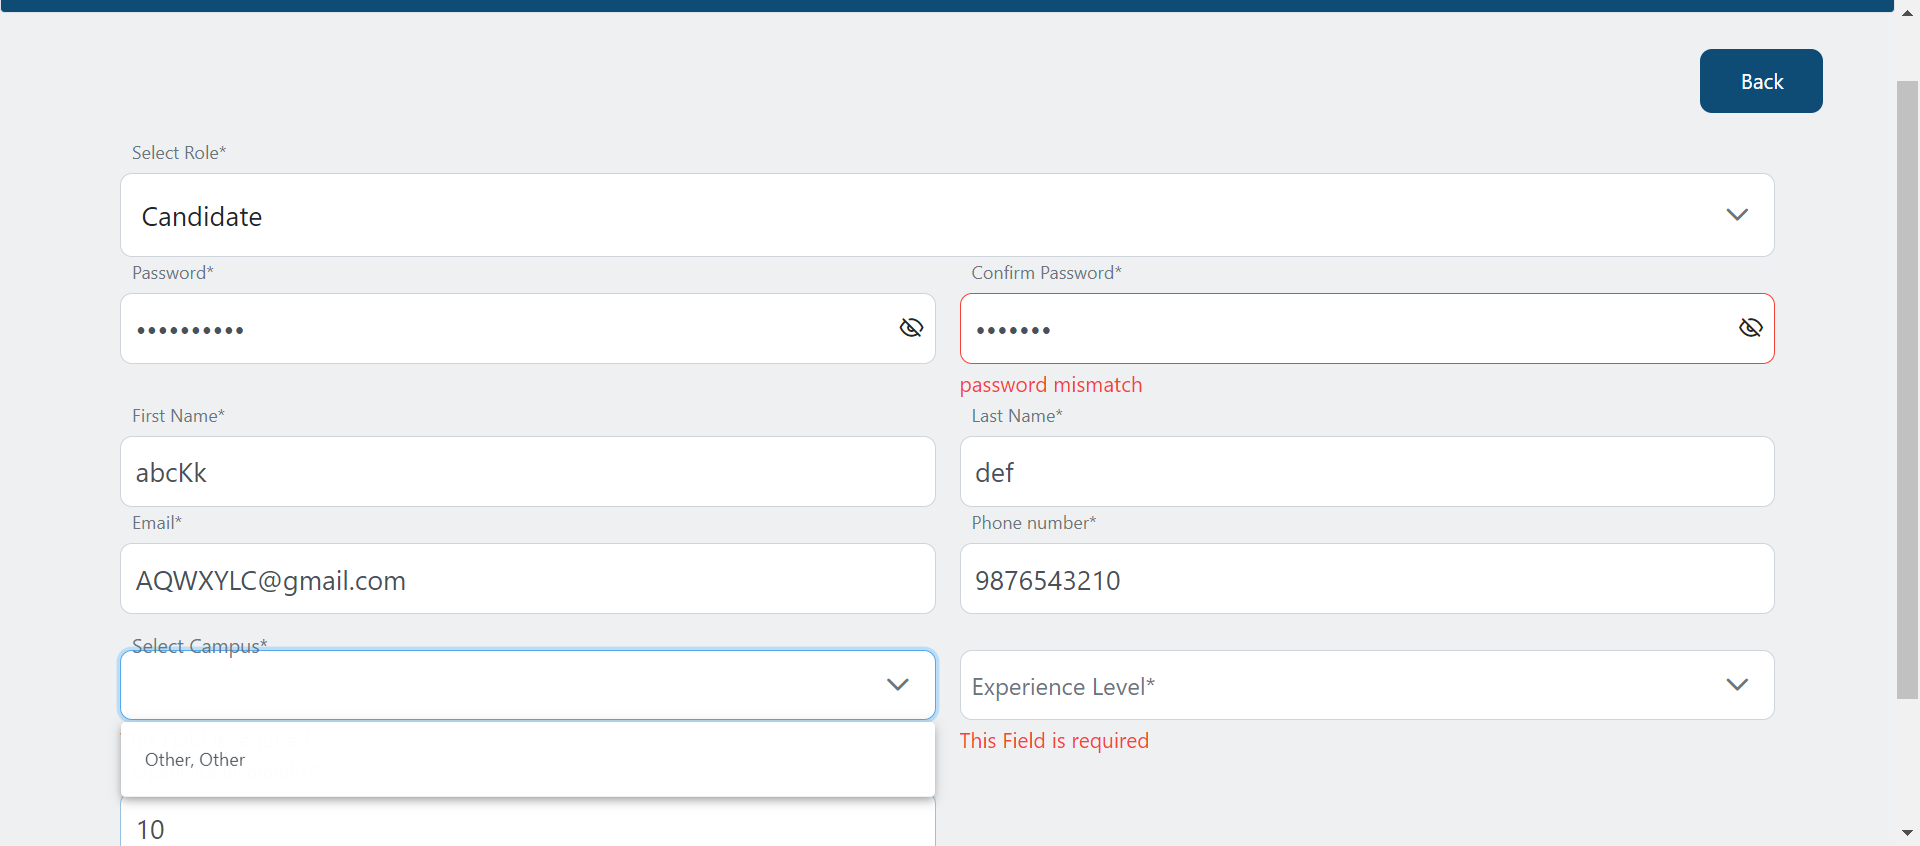 Back
Select Role*
Candidate
Password*
Confirm Password*
••••••••••
•••••••
password mismatch
First Name*
Last Name*
abcKk
def
Email*
Phone number*
AQWXYLC@gmail.com
9876543210
Select Campus*
Experience Level*
This Field is required
Other, Other
10